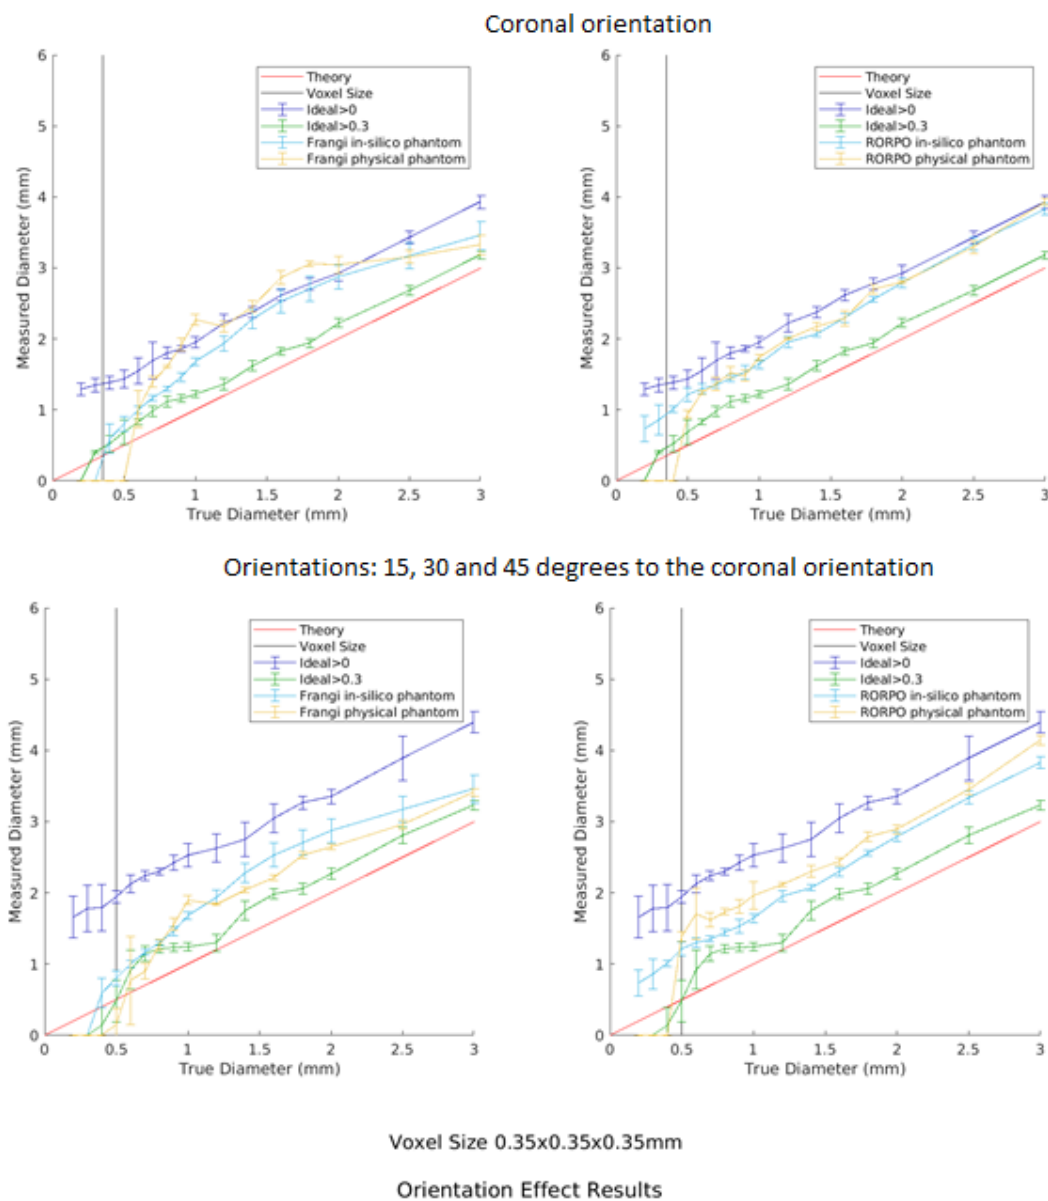 Coronal orientation
6
5
4
3
2
1
0
Measured Diameter (mm)
Theory
Voxel Size
Ideal>0
Ideal>0.3
Frangi in-silico phantom
Frangi physical phantom
0 0.5 1 1.5 2 2.5 3
True Diameter (mm)
6
5
4
3
2
1
0
Measured Diameter (mm)
Theory
Voxel Size
Ideal>0
Ideal>0.3
RORPO in-silico phantom
RORPO physical phantom
0 0.5 1 1.5 2 2.5 3
True Diameter (mm)
Orientations: 15, 30 and 45 degrees to the coronal orientation
6
5
4
3
2
1
0
Measured Diameter (mm)
Theory
Voxel Size
Ideal>0
Ideal>0.3
Frangi in-silico phantom
Frangi physical phantom
0 0.5 1 1.5 2 2.5 3
True Diameter (mm)
6
5
4
3
2
1
0
Measured Diameter (mm)
Theory
Voxel Size
Ideal>0
Ideal>0.3
RORPO in-silico phantom
RORPO physical phantom
0 0.5 1 1.5 2 2.5 3
True Diameter (mm)
Voxel Size 0.35x0.35x0.35mm
Orientation Effect Results